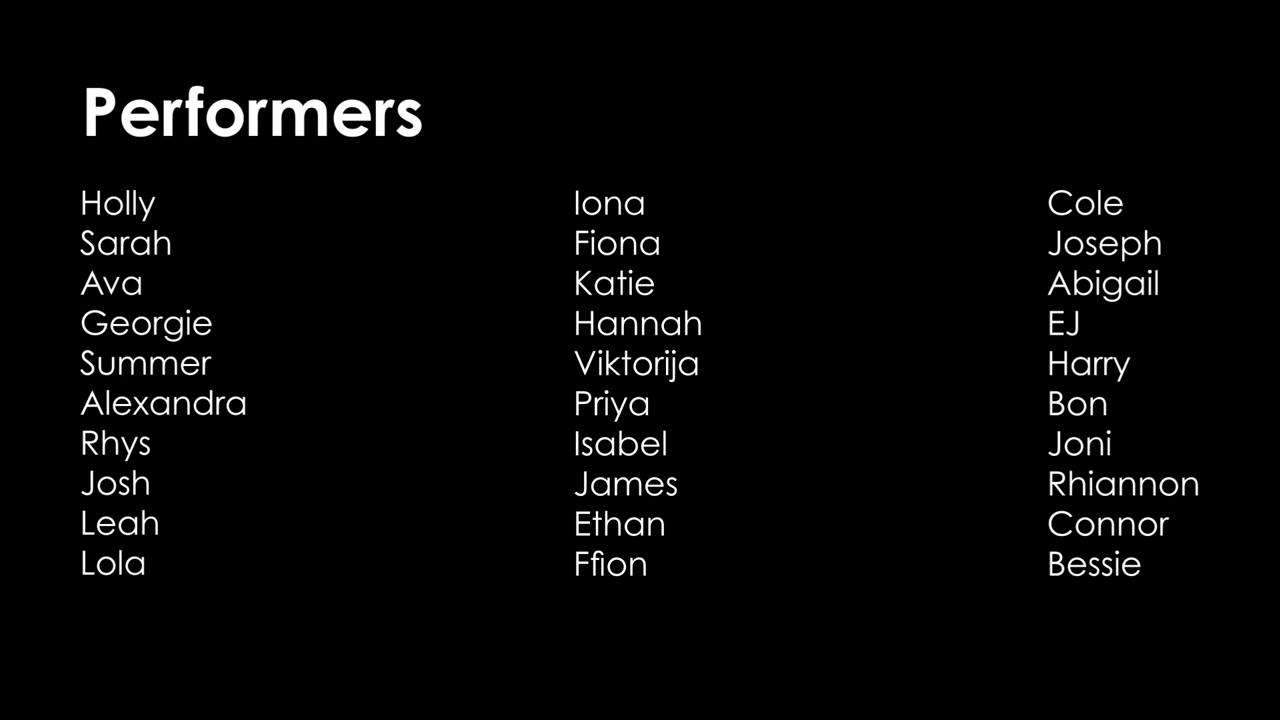 Performers
Holly
Sarah
Ava
Georgie
Summer
Alexandra
Rhys
Josh
Leah
Lola
Iona
Fiona
Katie
Hannah
Viktorija
Priya
Isabel
James
Ethan
Ffion
Cole
Joseph
Abigail
EJ
Harry
Bon
Joni
Rhiannon
Connor
Bessie